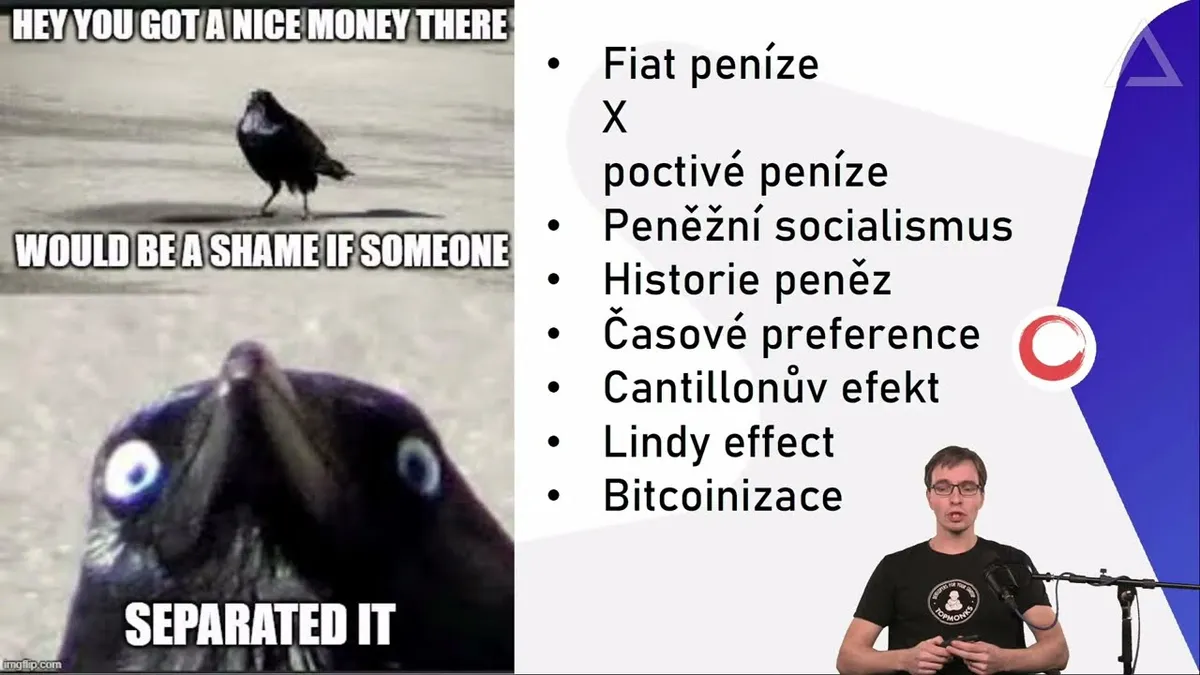 HEY YOU GOT A NICE MONEY THERE
WOULD BE A SHAME IF SOMEONE
SEPARATED IT
imgflip.com
• Fiat peníze
X
poctivé peníze
• Peněžní socialismus
• Historie peněz
• Časové preference
• Cantillonův efekt
• Lindy effect
• Bitcoinizace
TOPMONKS